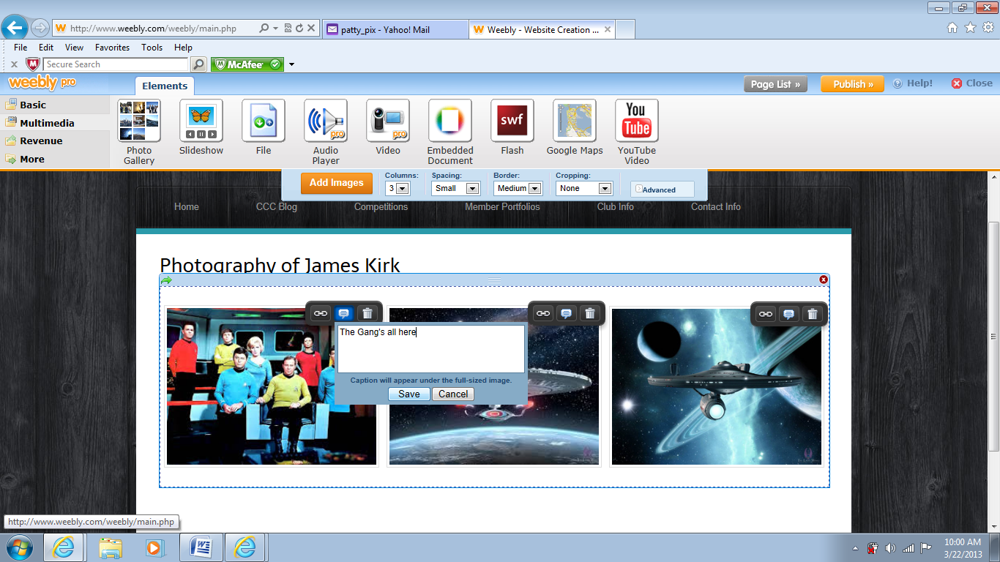 http://www.weebly.com/weebly/main.php
patty_pix - Yahoo! Mail
Weebly - Website Creation ...
File Edit View Favorites Tools Help
Secure Search
McAfee
weebly pro
Elements
Page List »
Publish »
Help!
Close
Basic
Multimedia
Revenue
More
Photo Gallery
Slideshow
File
pro
Audio Player
pro
Video
Embedded Document
swf
Flash
Google Maps
You Tube
YouTube Video
Add Images
Columns:
3
Spacing:
Small
Border:
Medium
Cropping:
None
Advanced
Home
CCC Blog
Competitions
Member Portfolios
Club Info
Contact Info
Photography of James Kirk
The Gang's all here
Caption will appear under the full-sized image.
Save Cancel
http://www.weebly.com/weebly/main.php
10:00 AM
3/22/2013